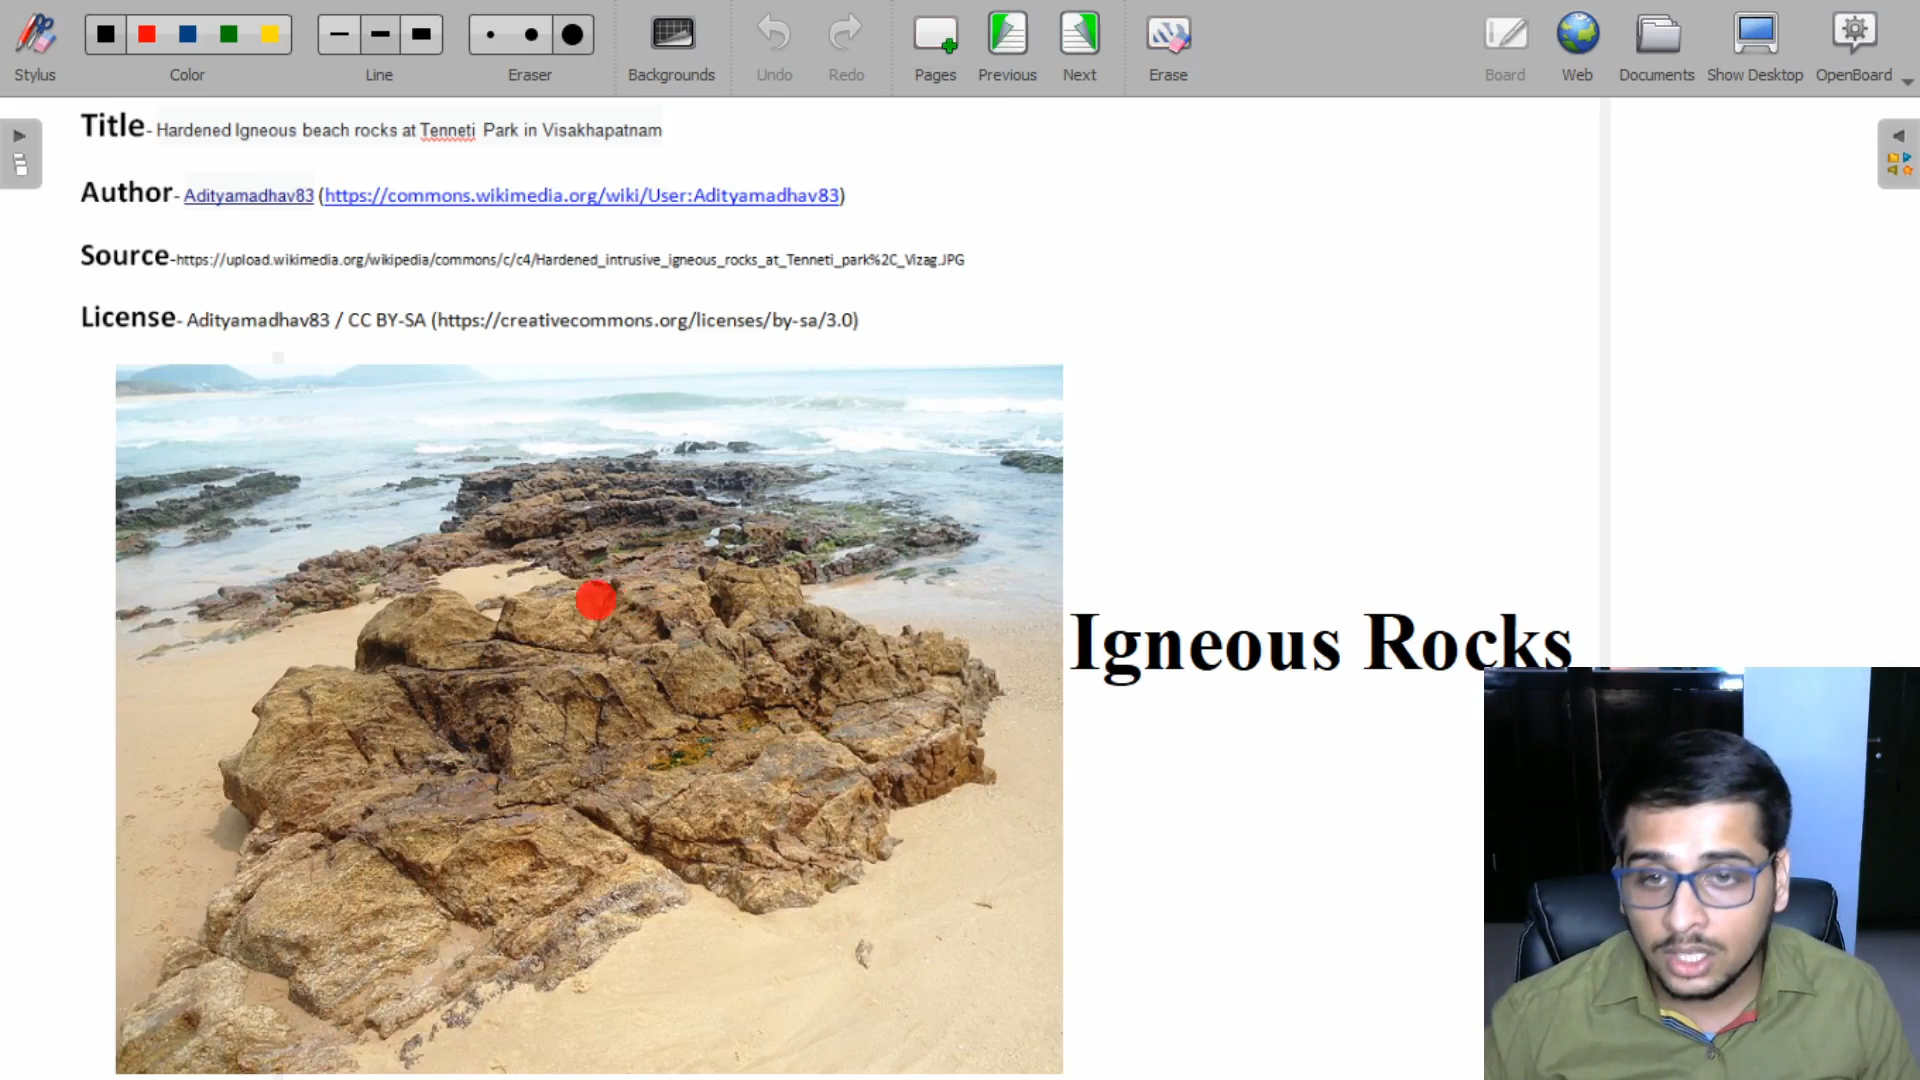 Stylus
Color
Line
Eraser
Backgrounds
Undo
Redo
Pages
Previous
Next
Erase
Board
Web
Documents
Show Desktop
OpenBoard
Title- Hardened Igneous beach rocks at Tenneti Park in Visakhapatnam
Author- Adityamadhav83 (https://commons.wikimedia.org/wiki/User:Adityamadhav83)
Source-https://upload.wikimedia.org/wikipedia/commons/c/c4/Hardened_intrusive_igneous_rocks_at_Tenneti_park%2C_Vizag.JPG
License- Adityamadhav83 / CC BY-SA (https://creativecommons.org/licenses/by-sa/3.0)
Igneous Rocks